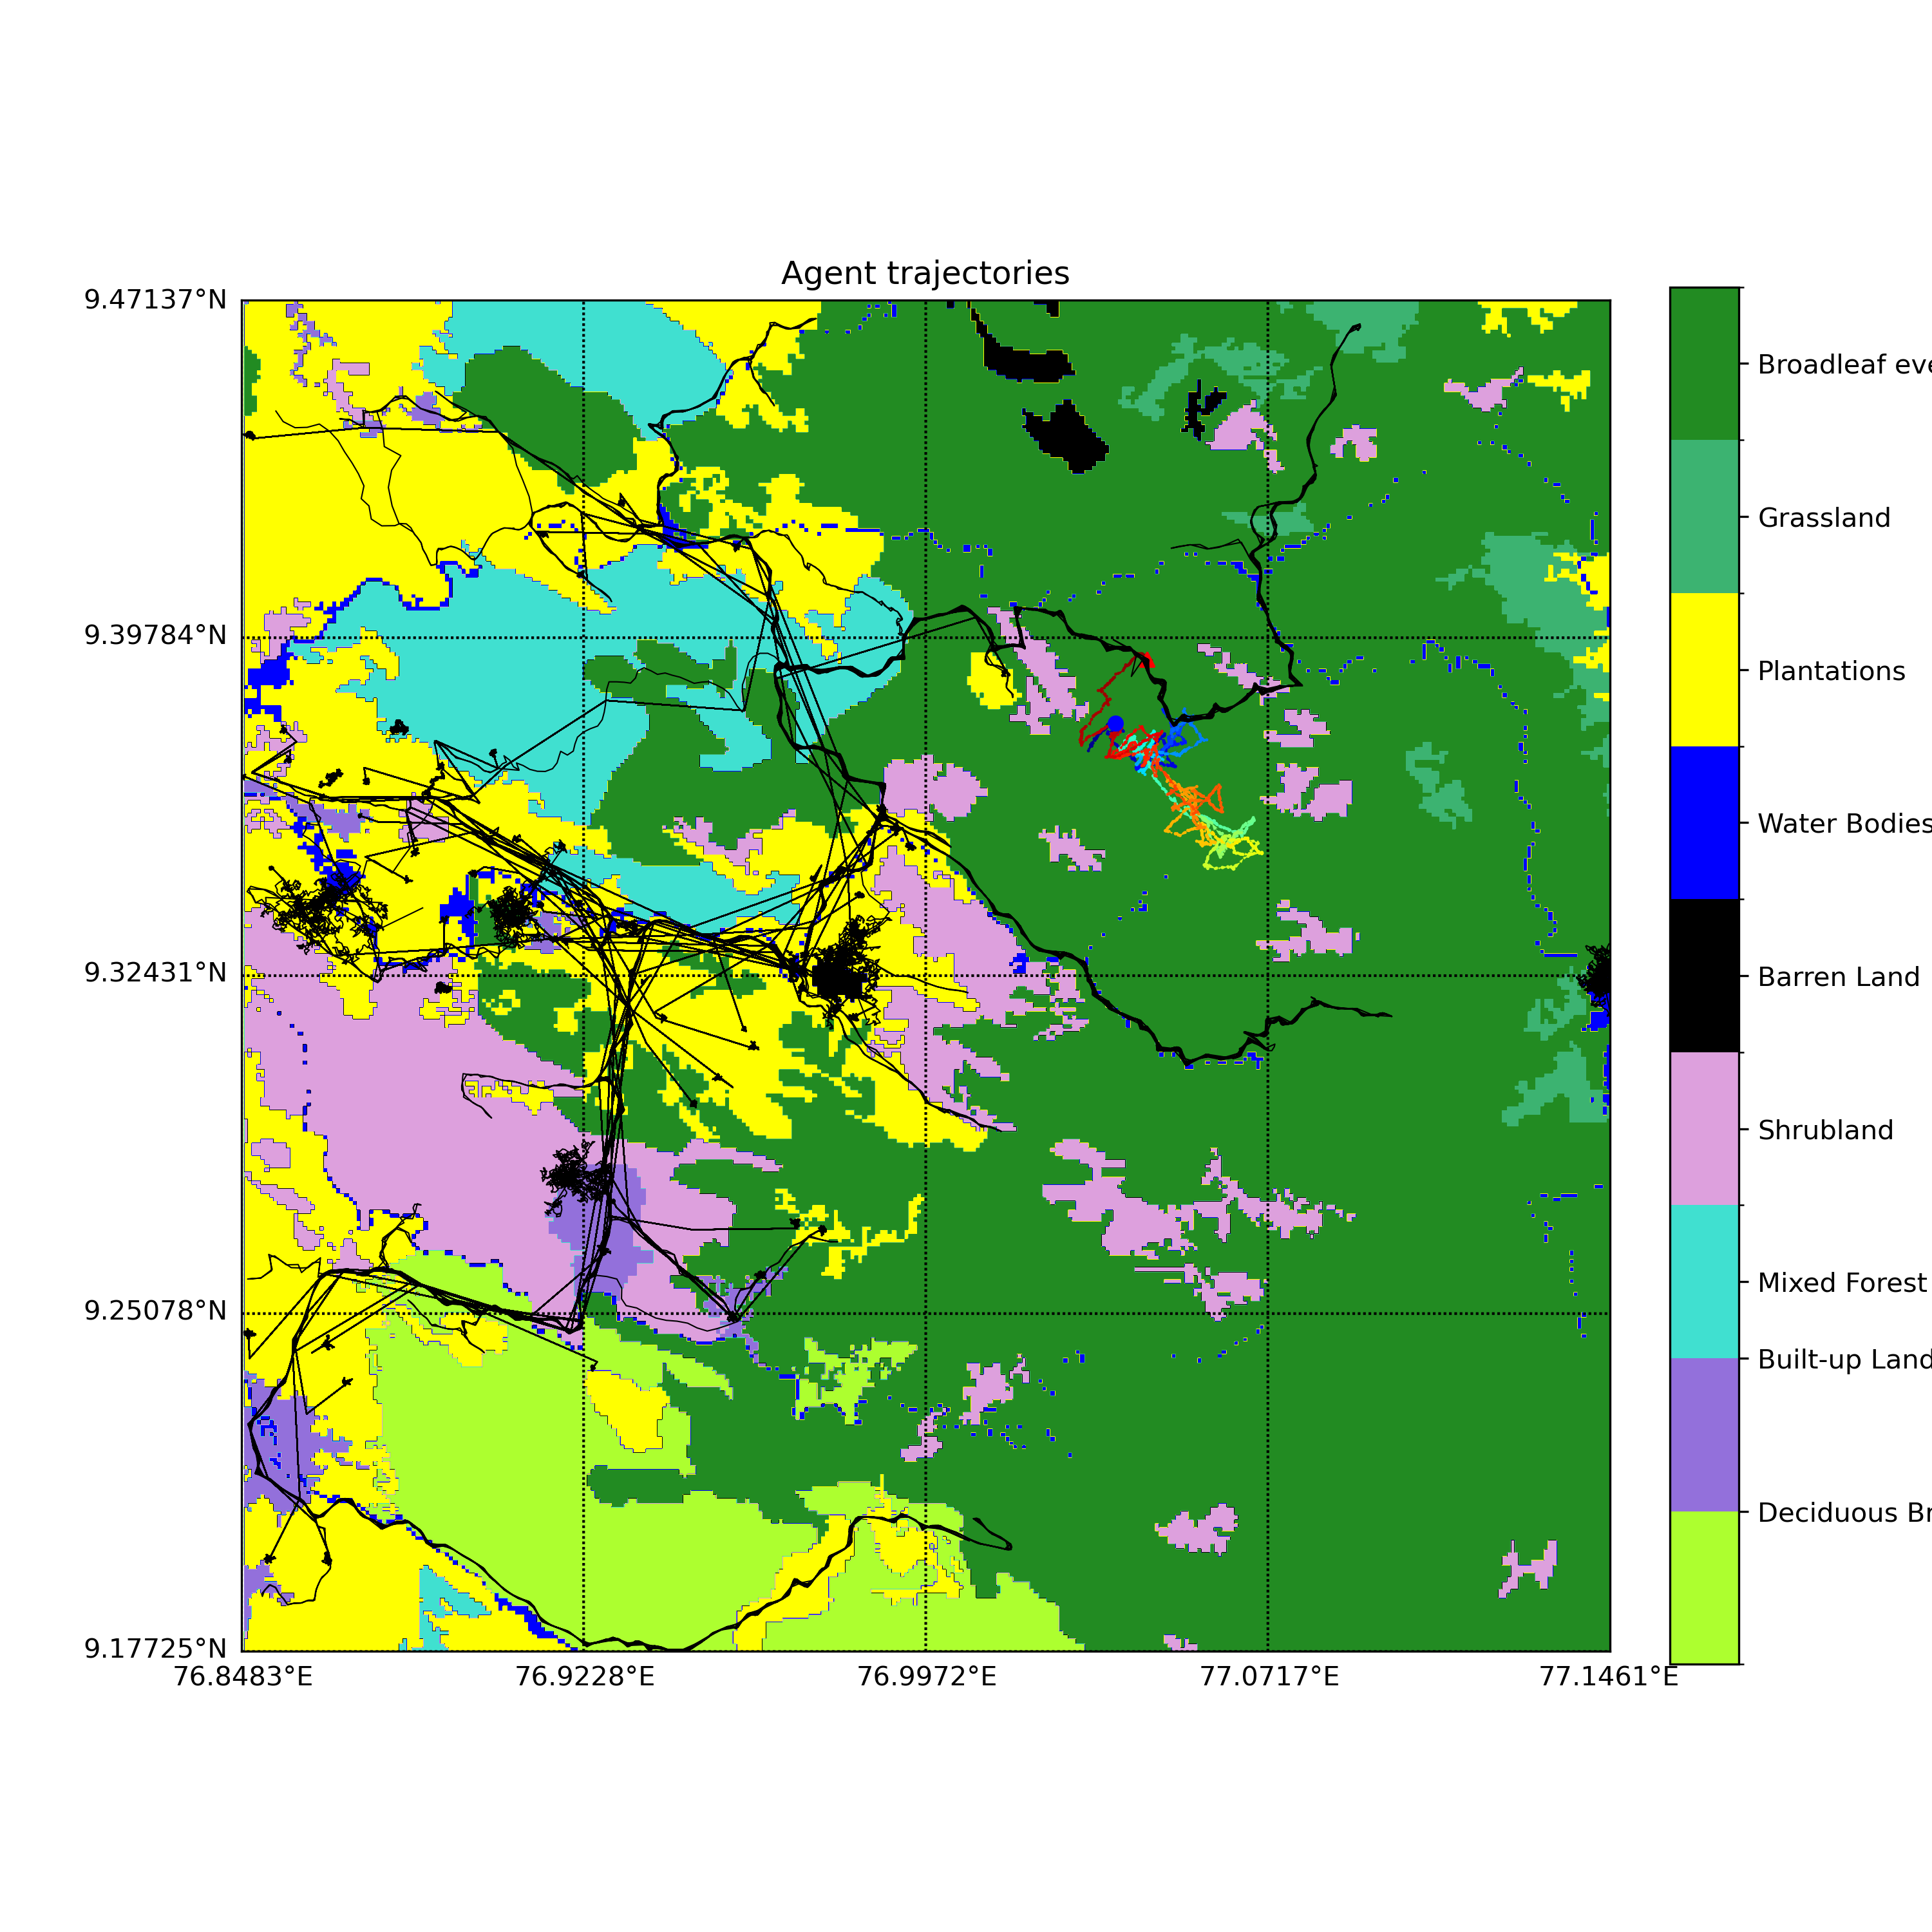 Agent trajectories
9.47137°N
9.39784°N
9.32431°N
9.25078°N
9.17725°N
76.8483°E
76.9228°E
76.9972°E
77.0717°E
77.1461°E
Broadleaf eve
Grassland
Plantations
Water Bodies
Barren Land
Shrubland
Mixed Forest
Built-up Land
Deciduous Br